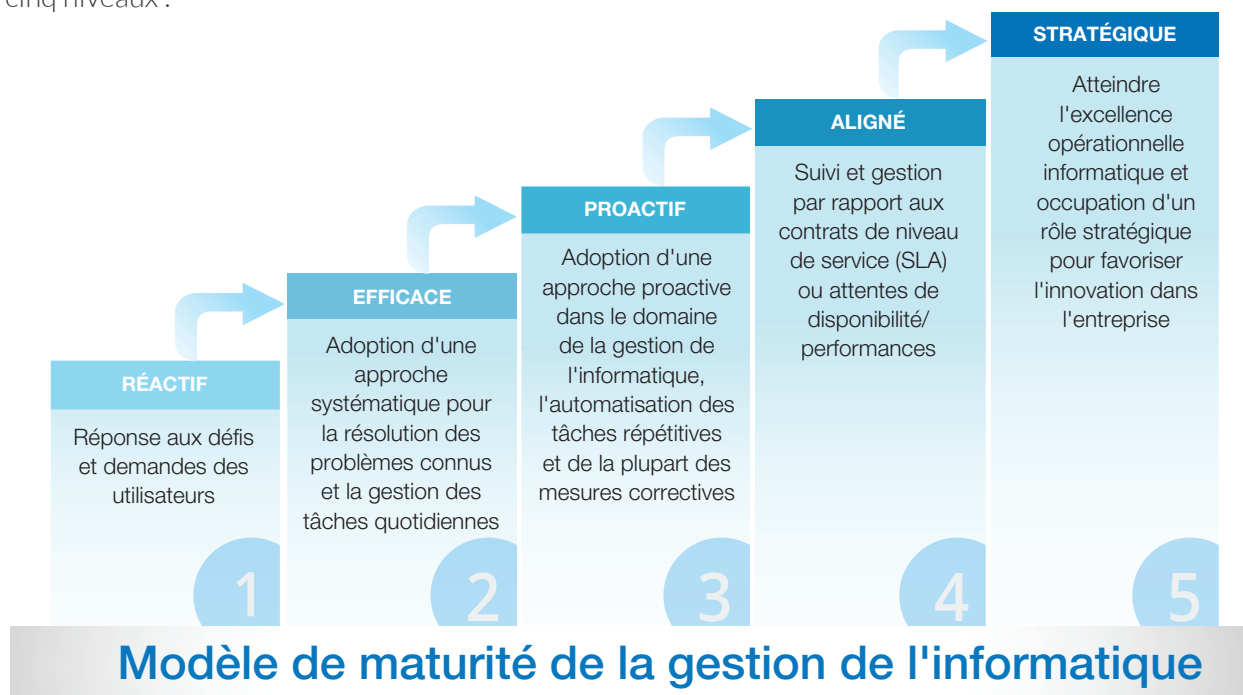 cinq niveaux :
RÉACTIF
Réponse aux défis
et demandes des
utilisateurs
1
EFFICACE
Adoption d'une
approche
systématique pour
la résolution des
problèmes connus
et la gestion des
tâches quotidiennes
2
PROACTIF
Adoption d'une
approche proactive
dans le domaine
de la gestion de
l'informatique,
l'automatisation des
tâches répétitives
et de la plupart des
mesures correctives
3
ALIGNÉ
Suivi et gestion
par rapport aux
contrats de niveau
de service (SLA)
ou attentes de
disponibilité/
performances
4
STRATÉGIQUE
Atteindre
l'excellence
opérationnelle
informatique et
occupation d'un
rôle stratégique
pour favoriser
l'innovation dans
l'entreprise
5
Modèle de maturité de la gestion de l'informatique